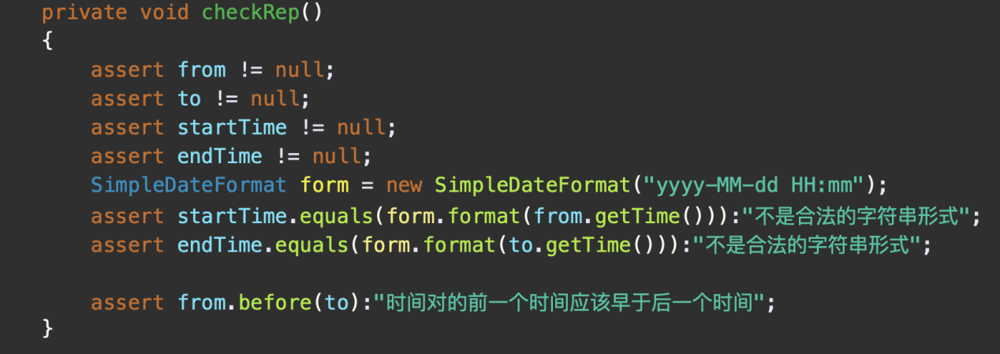 private void checkRep()
{
assert from != null;
assert to != null;
assert startTime != null;
assert endTime != null;
SimpleDateFormat form = new SimpleDateFormat("yyyy-MM-dd HH:mm");
assert startTime.equals(form.format(from.getTime())):"不是合法的字符串形式";
assert endTime.equals(form.format(to.getTime())):"不是合法的字符串形式";
assert from.before(to):"时间对的前一个时间应该早于后一个时间";
}